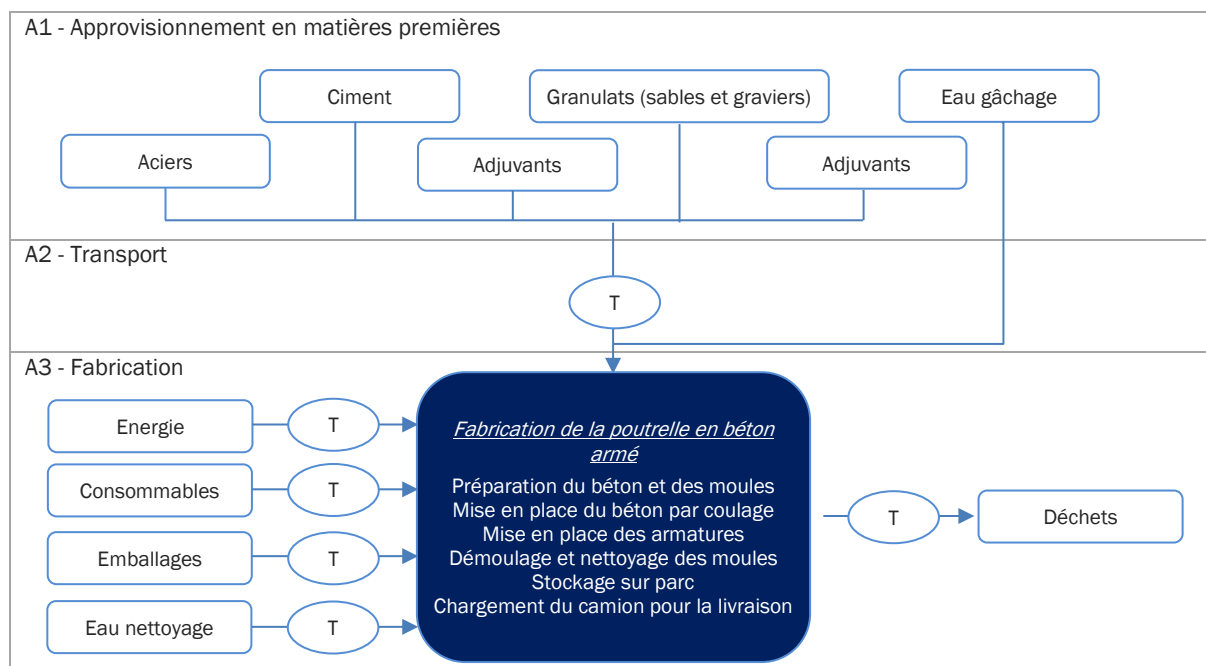 A1 - Approvisionnement en matières premières
Ciment
Granulats (sables et graviers)
Eau gâchage
Aciers
Adjuvants
Adjuvants
A2 - Transport
T
A3 - Fabrication
Energie
T
Consommables
T
Emballages
T
Eau nettoyage
T
Fabrication de la poutrelle en béton
armé
Préparation du béton et des moules
Mise en place du béton par coulage
Mise en place des armatures
Démoulage et nettoyage des moules
Stockage sur parc
Chargement du camion pour la livraison
T
Déchets